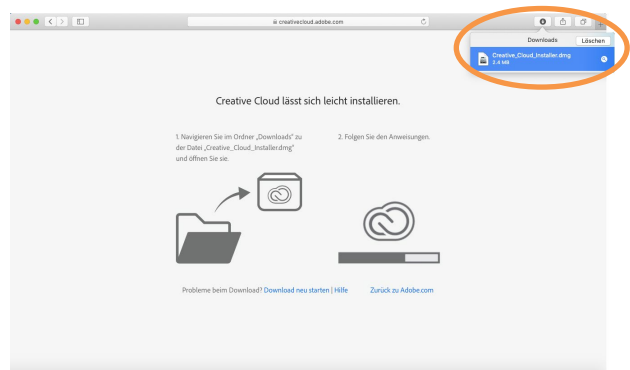 creativecloud.adobe.com
Downloads
Löschen
Creative_Cloud_Installer.dmg
2.4 MB
Creative Cloud lässt sich leicht installieren.
1. Navigieren Sie im Ordner „Downloads“ zu
der Datei „Creative_Cloud_Installer.dmg“
und öffnen Sie sie.
2. Folgen Sie den Anweisungen.
Probleme beim Download? Download neu starten | Hilfe
Zurück zu Adobe.com